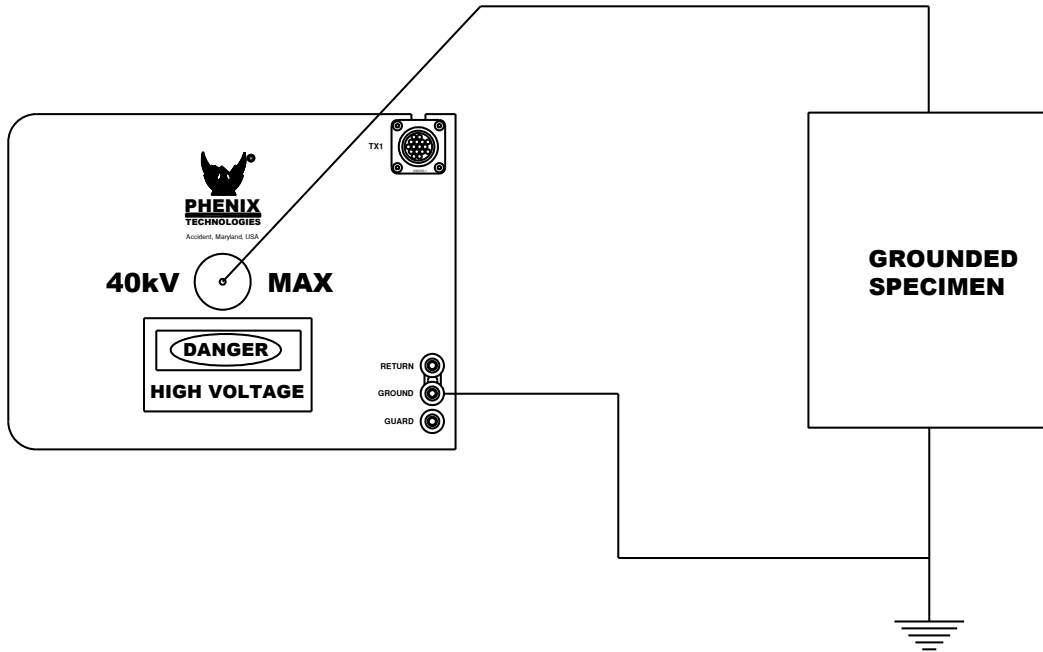 TX1
PHENIX
TECHNOLOGIES
Accident, Maryland, USA
40kV MAX
DANGER
HIGH VOLTAGE
RETURN
GROUND
GUARD
GROUNDED
SPECIMEN